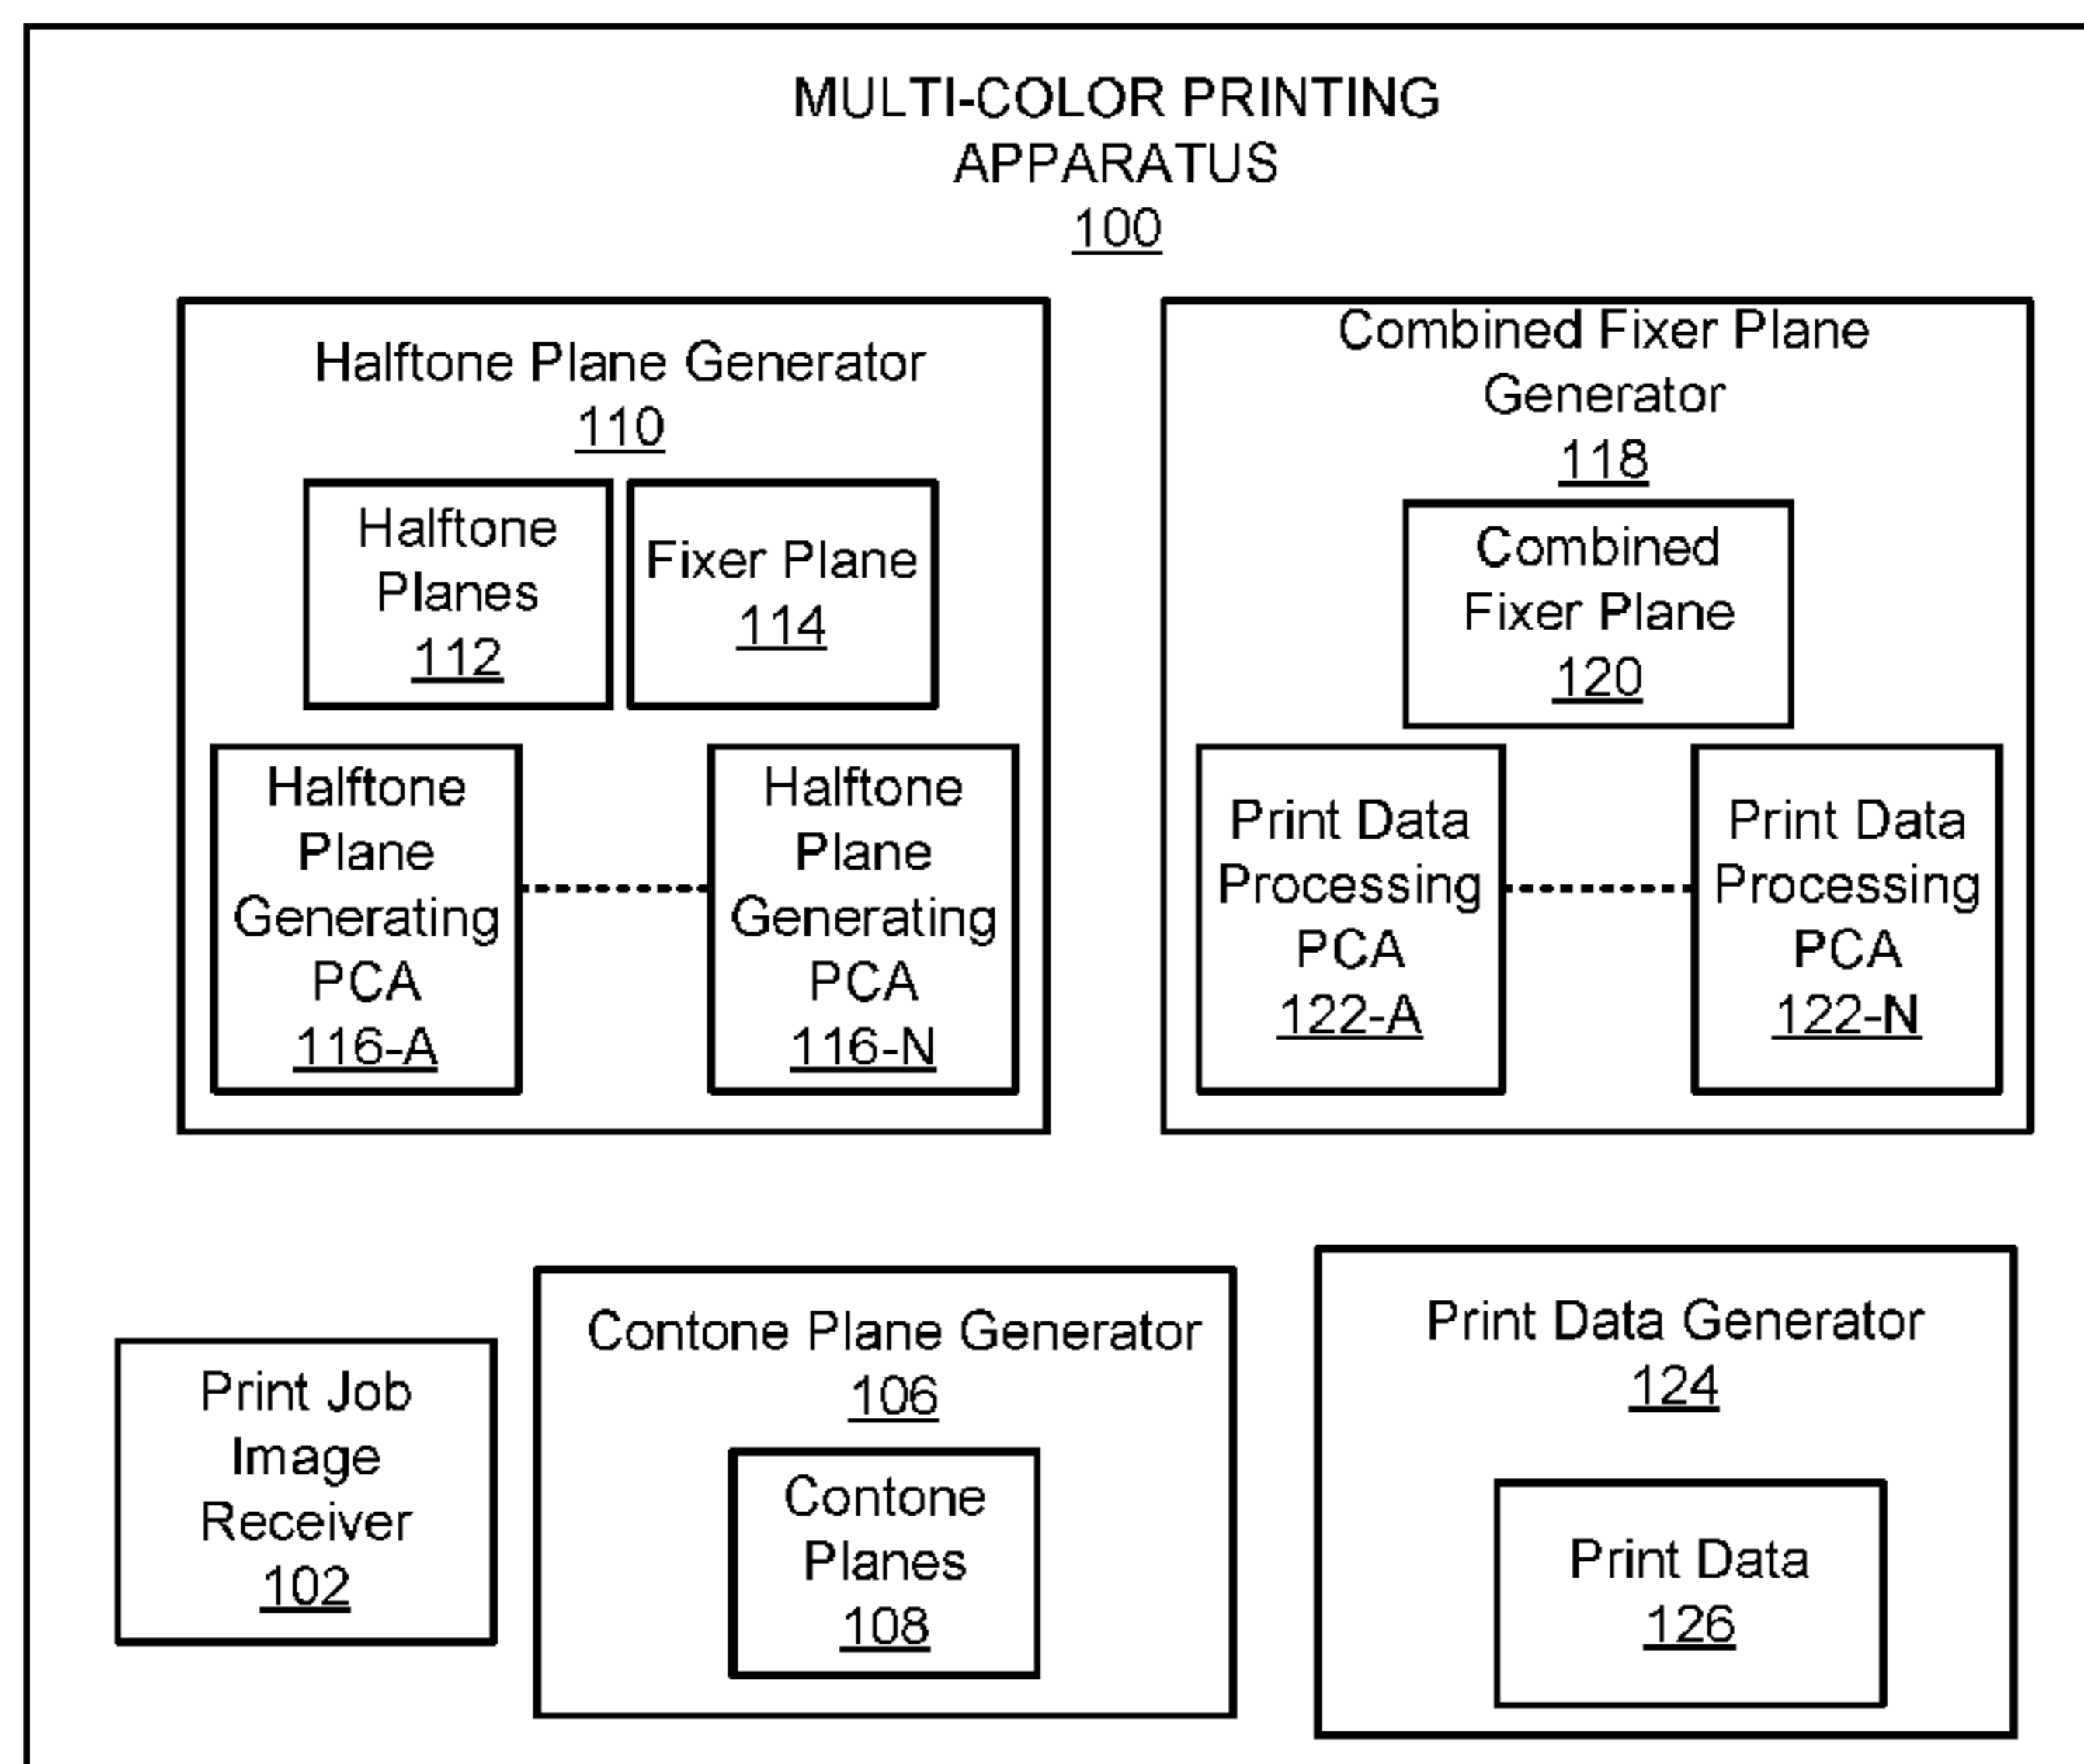 MULTI-COLOR PRINTING
APPARATUS
100
Halftone Plane Generator
110
Halftone
Planes
112
Fixer Plane
114
Halftone
Plane
Generating
PCA
116-A
Halftone
Plane
Generating
PCA
116-N
Combined Fixer Plane
Generator
118
Combined
Fixer Plane
120
Print Data
Processing
PCA
122-A
Print Data
Processing
PCA
122-N
Print Job
Image
Receiver
102
Contone Plane Generator
106
Contone
Planes
108
Print Data Generator
124
Print Data
126